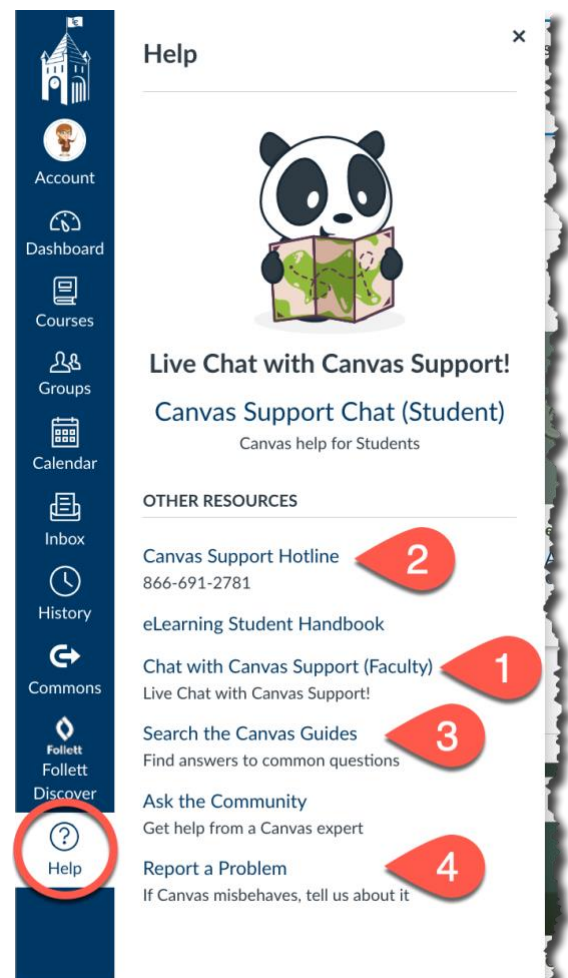 Account
Dashboard
Courses
Groups
Calendar
Inbox
History
Commons
Follett
Follett
Discover
Help
Help
×
Live Chat with Canvas Support!
Canvas Support Chat (Student)
Canvas help for Students
OTHER RESOURCES
Canvas Support Hotline
2
866-691-2781
eLearning Student Handbook
Chat with Canvas Support (Faculty)
1
Live Chat with Canvas Support!
Search the Canvas Guides
3
Find answers to common questions
Ask the Community
Get help from a Canvas expert
Report a Problem
4
If Canvas misbehaves, tell us about it